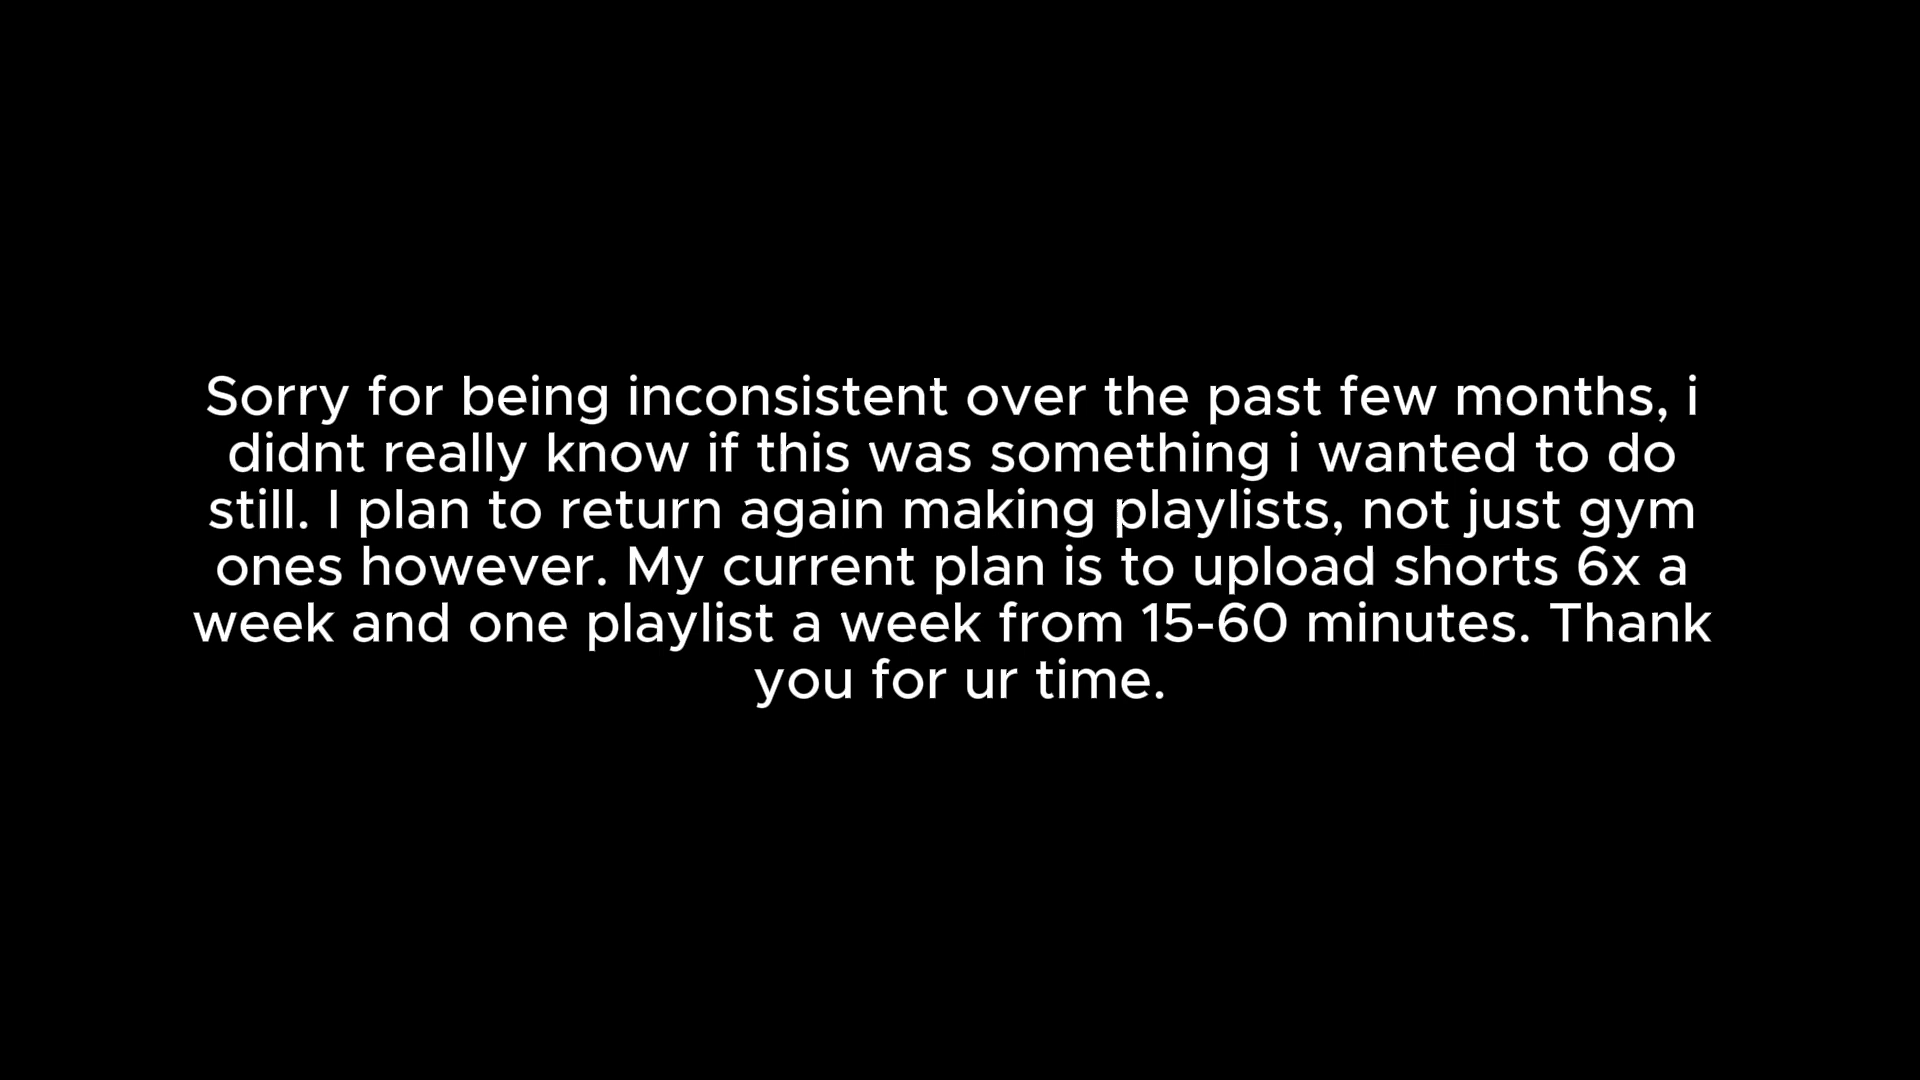 Sorry for being inconsistent over the past few months, i
didnt really know if this was something i wanted to do
still. I plan to return again making playlists, not just gym
ones however. My current plan is to upload shorts 6x a
week and one playlist a week from 15-60 minutes. Thank
you for ur time.